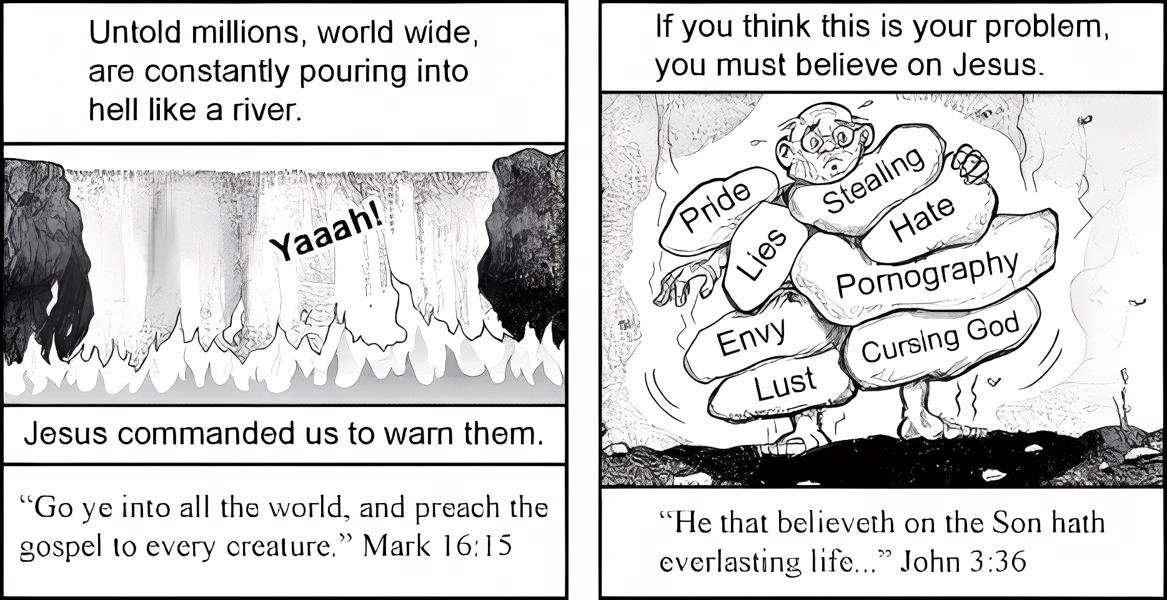 Untold millions, world wide,
are constantly pouring into
hell like a river.
Yaaah!
Jesus commanded us to warn them.
“Go ye into all the world, and preach the
gospel to every creature.” Mark 16:15
If you think this is your problem,
you must believe on Jesus.
Pride
Stealing
Lies
Hate
Pornography
Envy
Cursing God
Lust
“He that believeth on the Son hath
everlasting life...” John 3:36